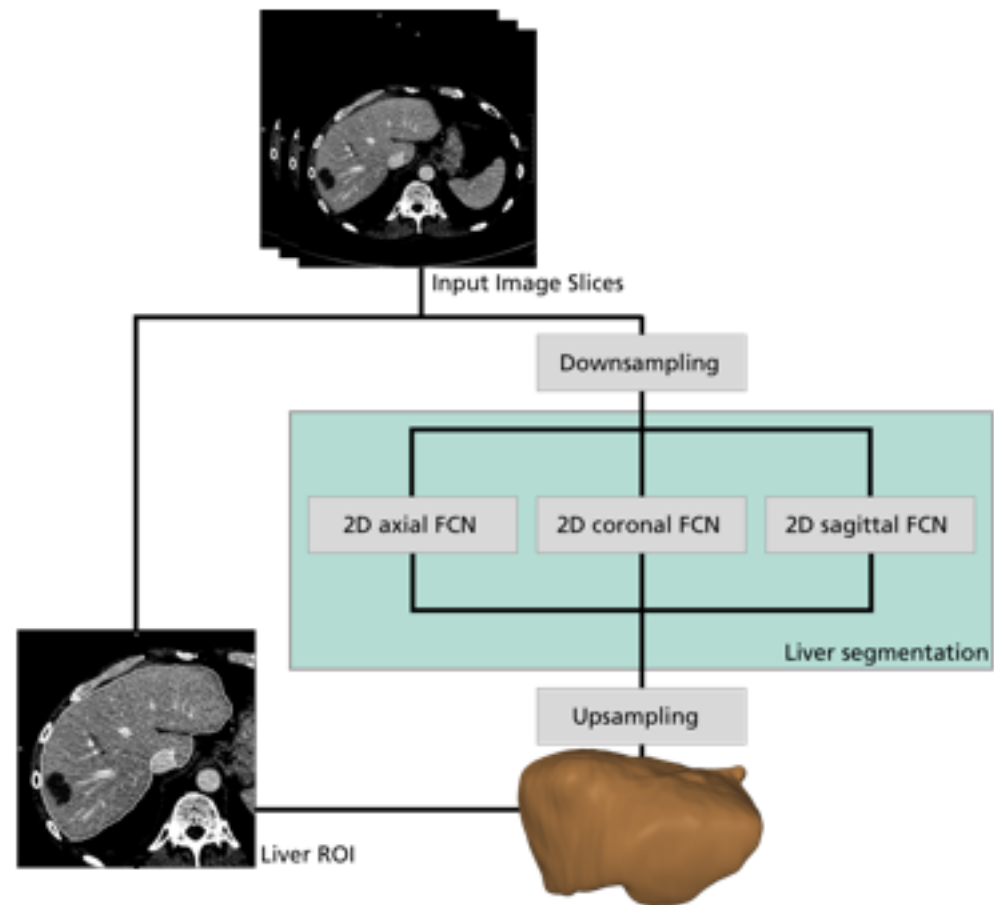 Input Image Slices
Downsampling
2D axial FCN
2D coronal FCN
2D sagittal FCN
Liver segmentation
Upsampling
Liver ROI